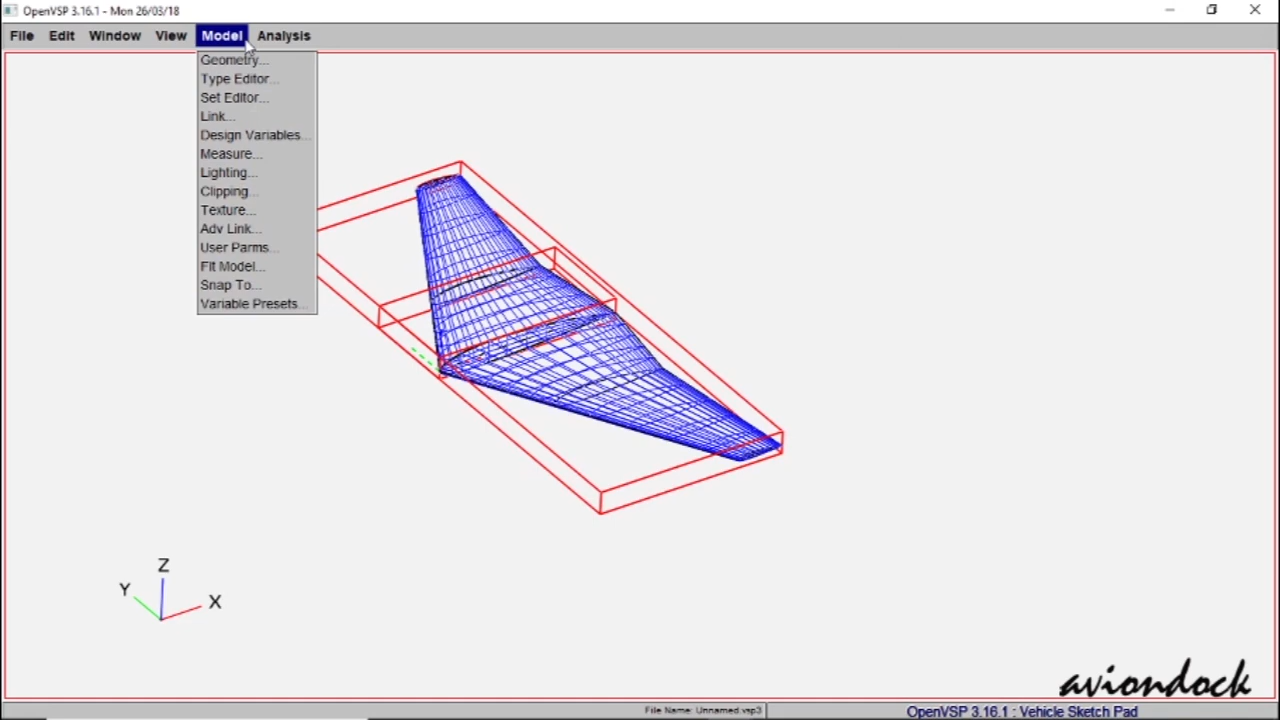 OpenVSP 3.16.1 - Mon 26/03/18
File Edit Window View Model Analysis
Geometry...
Type Editor...
Set Editor...
Link...
Design Variables...
Measure...
Lighting...
Clipping...
Texture...
Adv Link...
User Parms...
Fit Model...
Snap To...
Variable Presets...
Z
Y
X
aviondock
File Name: Unnamed.vsp3
OpenVSP 3.16.1 : Vehicle Sketch Pad